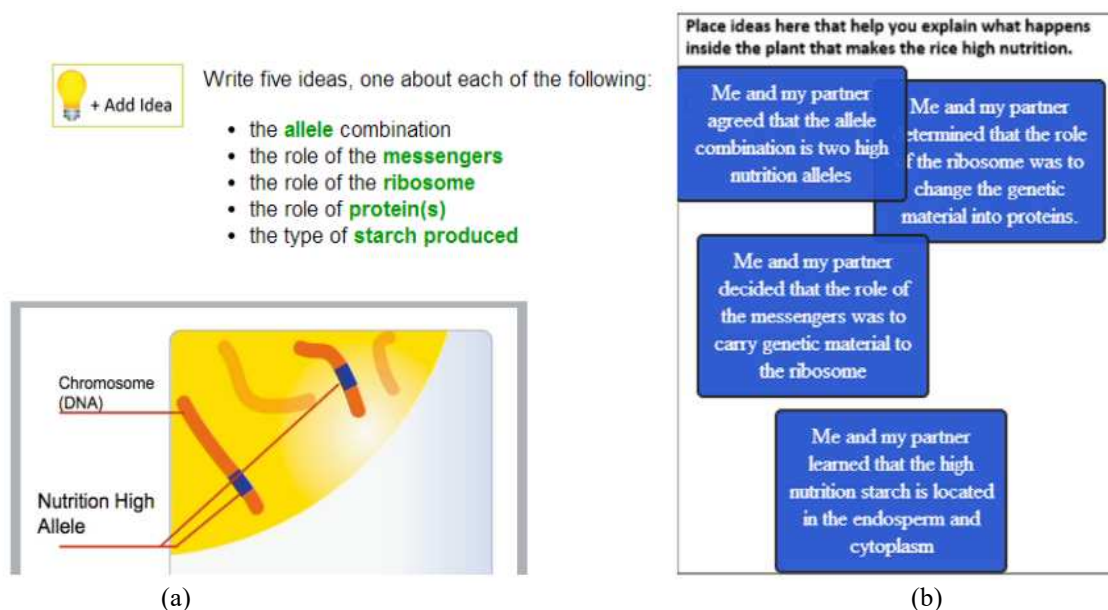 + Add Idea
Write five ideas, one about each of the following:
• the allele combination
• the role of the messengers
• the role of the ribosome
• the role of protein(s)
• the type of starch produced
Chromosome
(DNA)
Nutrition High
Allele
(a)
Place ideas here that help you explain what happens
inside the plant that makes the rice high nutrition.
Me and my partner
agreed that the allele
combination is two high
nutrition alleles
Me and my partner
etermined that the role
f the ribosome was to
change the genetic
material into proteins.
Me and my partner
decided that the role of
the messengers was to
carry genetic material to
the ribosome
Me and my partner
learned that the high
nutrition starch is located
in the endosperm and
cytoplasm
(b)